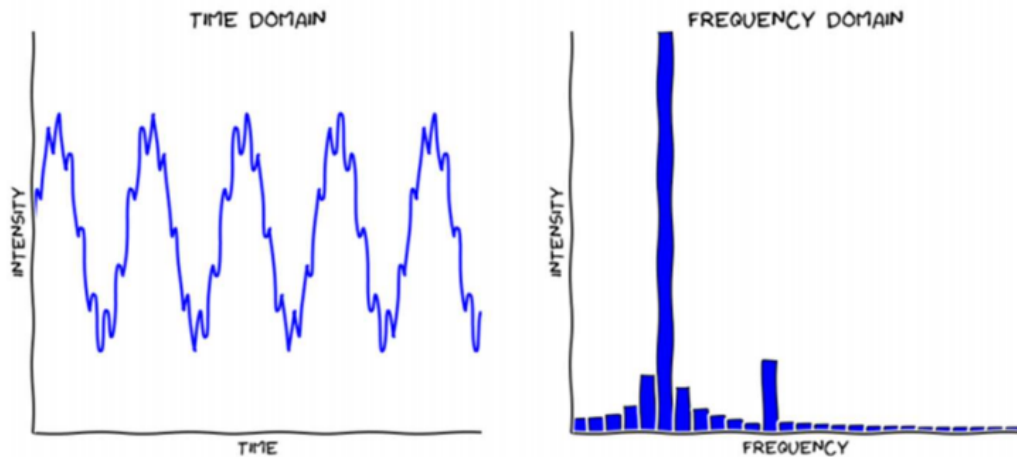 TIME DOMAIN
INTENSITY
TIME
FREQUENCY DOMAIN
INTENSITY
FREQUENCY